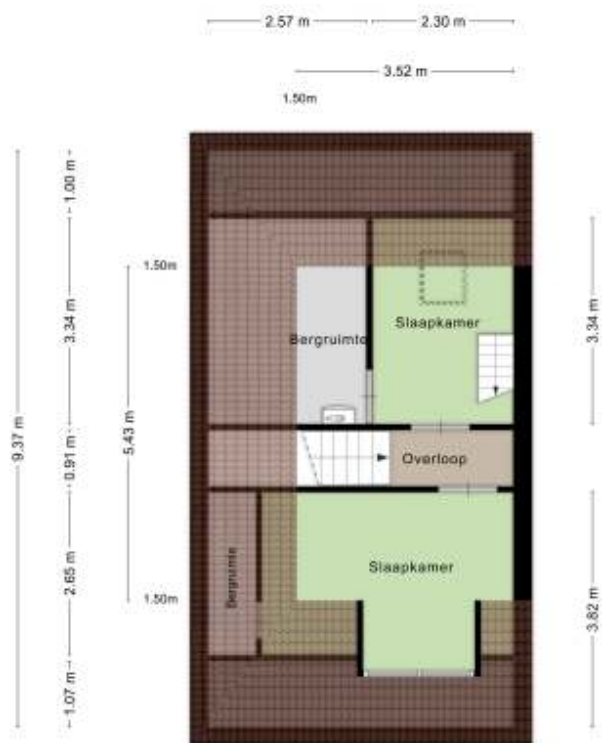 2.57 m
2.30 m
3.52 m
1.50m
1.00 m
1.50m
3.34 m
3.34 m
Bergruimte
Slaapkamer
9.37 m
5.43 m
0.91 m
Overloop
2.65 m
Bergruimte
Slaapkamer
1.50m
3.82 m
1.07 m